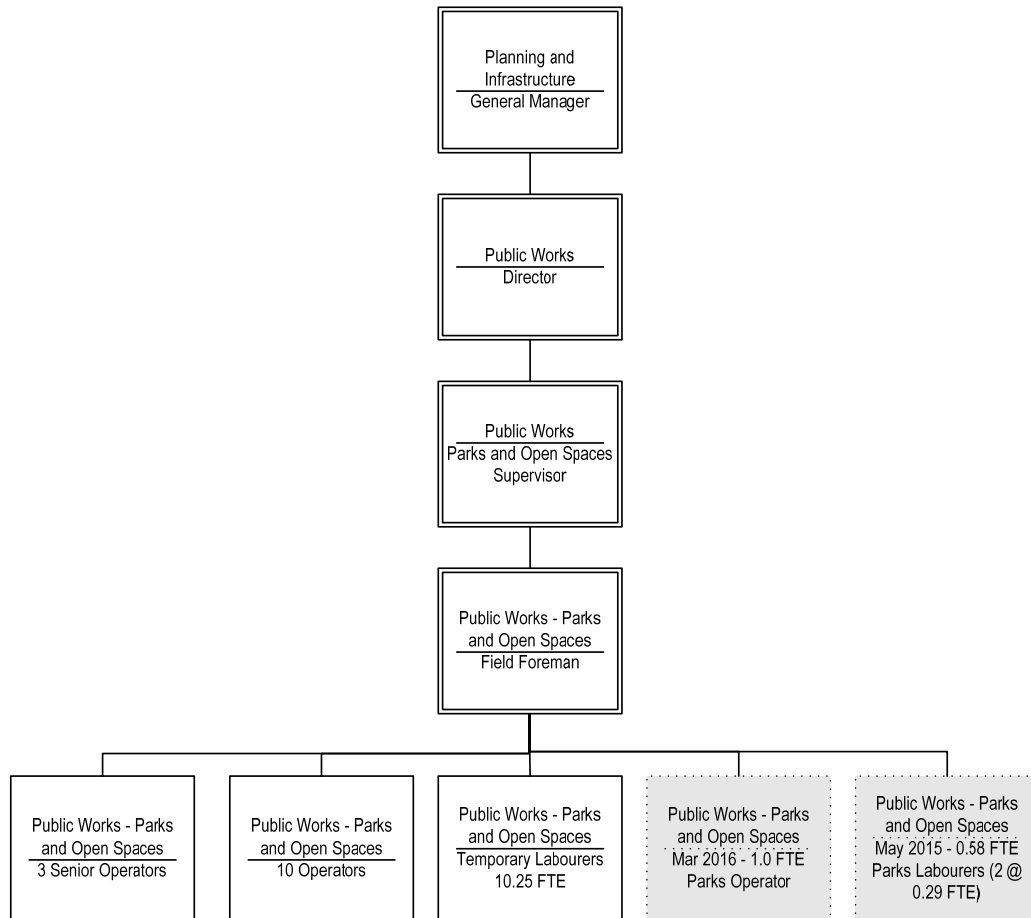 Planning and
Infrastructure
General Manager
Public Works
Director
Public Works
Parks and Open Spaces
Supervisor
Public Works - Parks
and Open Spaces
Field Foreman
Public Works - Parks
and Open Spaces
3 Senior Operators
Public Works - Parks
and Open Spaces
10 Operators
Public Works - Parks
and Open Spaces
Temporary Labourers
10.25 FTE
Public Works - Parks
and Open Spaces
Mar 2016 - 1.0 FTE
Parks Operator
Public Works - Parks
and Open Spaces
May 2015 - 0.58 FTE
Parks Labourers (2 @
0.29 FTE)